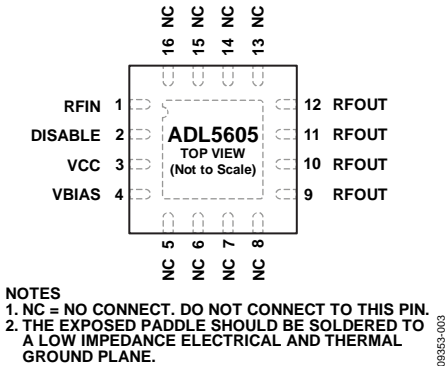 16 NC
15 NC
14 NC
13 NC
RFIN 1
DISABLE 2
VCC 3
VBIAS 4
ADL5605
TOP VIEW
(Not to Scale)
12 RFOUT
11 RFOUT
10 RFOUT
9 RFOUT
NC 5
NC 6
NC 7
NC 8
NOTES
1. NC = NO CONNECT. DO NOT CONNECT TO THIS PIN.
2. THE EXPOSED PADDLE SHOULD BE SOLDERED TO
A LOW IMPEDANCE ELECTRICAL AND THERMAL
GROUND PLANE.
09353-003